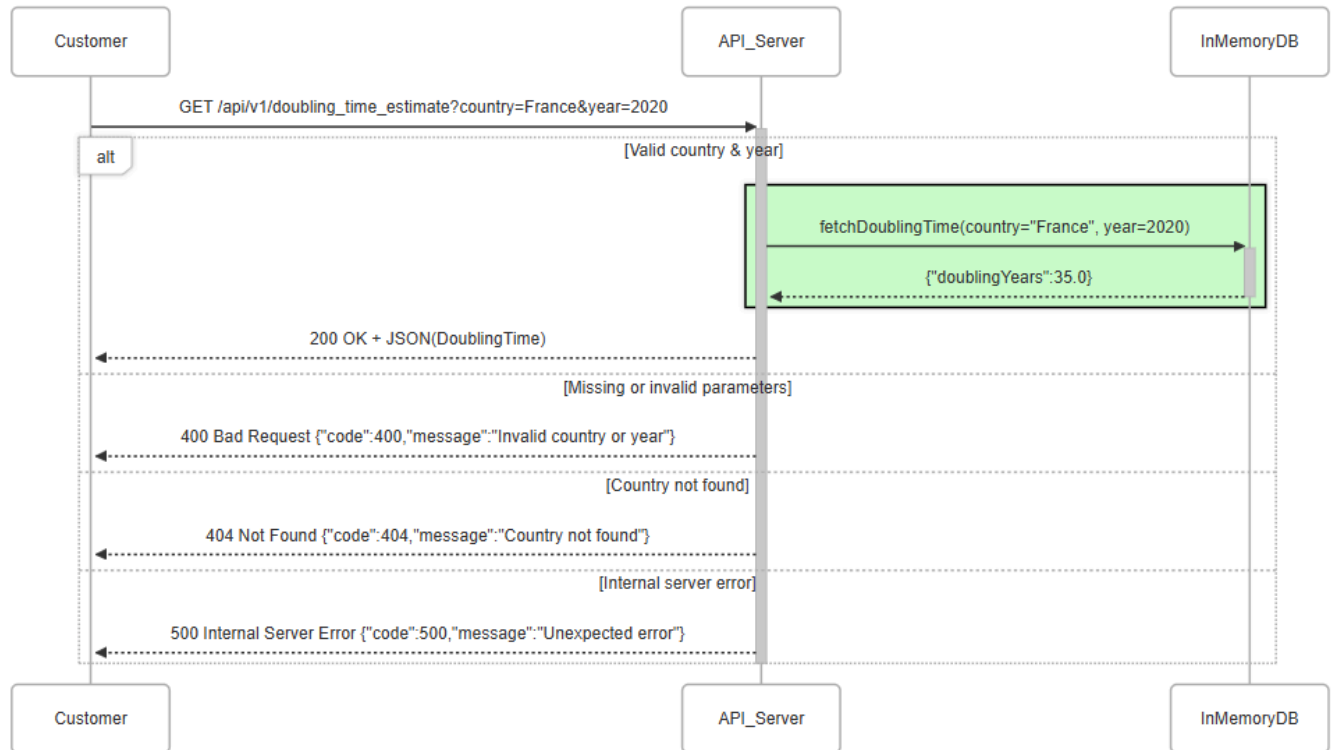 Customer
API_Server
InMemoryDB
GET /api/v1/doubling_time_estimate?country=France&year=2020
alt
[Valid country & year]
fetchDoublingTime(country="France", year=2020)
{"doublingYears":35.0}
200 OK + JSON(DoublingTime)
[Missing or invalid parameters]
400 Bad Request {"code":400,"message":"Invalid country or year"}
[Country not found]
404 Not Found {"code":404,"message":"Country not found"}
[Internal server error]
500 Internal Server Error {"code":500,"message":"Unexpected error"}
Customer
API_Server
InMemoryDB